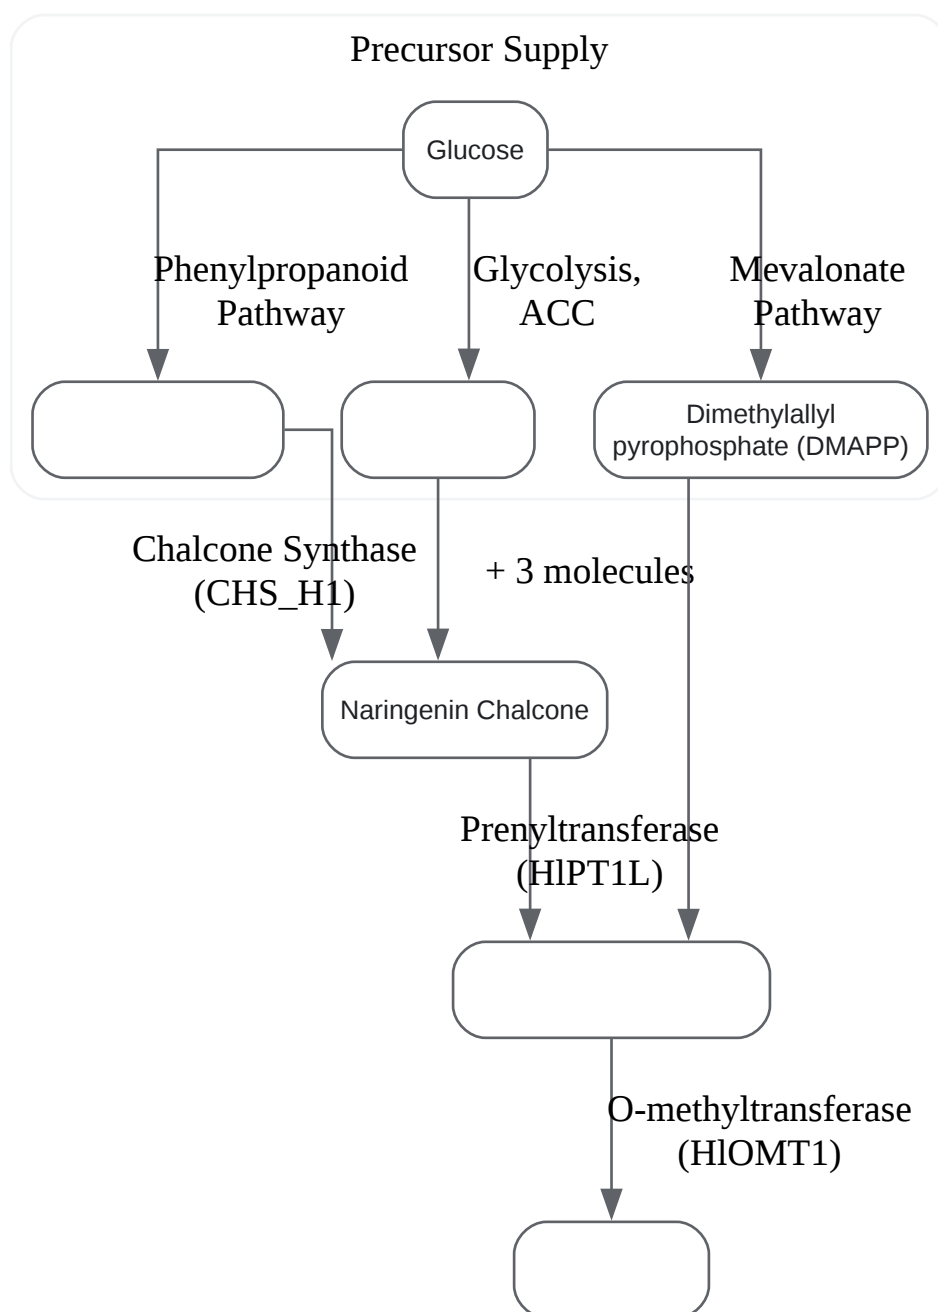 Precursor Supply
Glucose
Phenylpropanoid
Pathway
Glycolysis,
ACC
Mevalonate
Pathway
Dimethylallyl
pyrophosphate (DMAPP)
Chalcone Synthase
(CHS_H1)
+ 3 molecules
Naringenin Chalcone
Prenyltransferase
(HlPT1L)
O-methyltransferase
(HlOMT1)